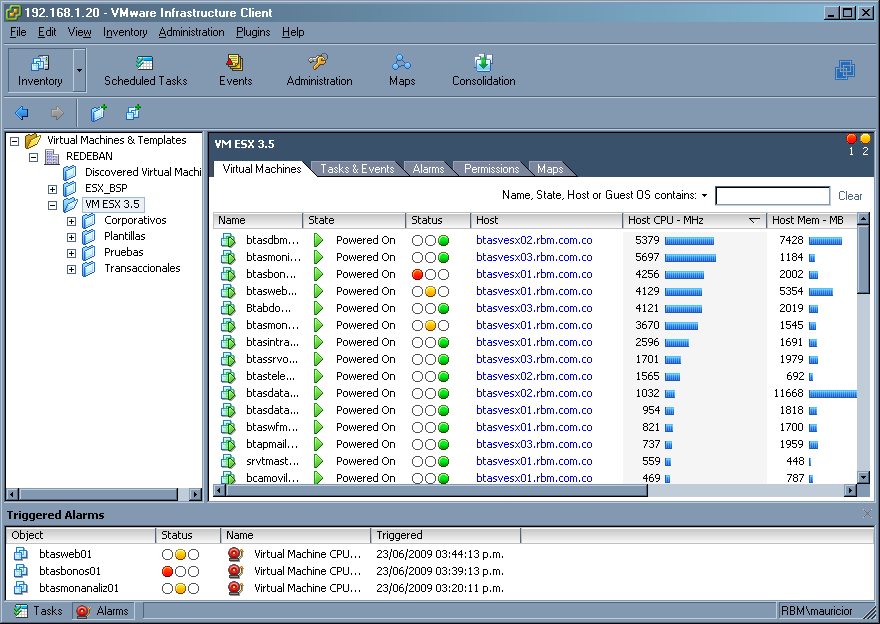 192.168.1.20 - VMware Infrastructure Client
File Edit View Inventory Administration Plugins Help
Inventory Scheduled Tasks Events Administration Maps Consolidation
Virtual Machines & Templates
REDEBAN
Discovered Virtual Machi
ESX_BSP
VM ESX 3.5
Corporativos
Plantillas
Pruebas
Transaccionales
VM ESX 3.5
1 2
Virtual Machines Tasks & Events Alarms Permissions Maps
Name, State, Host or Guest OS contains: Clear
Name State Status Host Host CPU - MHz Host Mem - MB
btasdbm... Powered On btasvesx02.rbm.com.co 5379 7428
btasmoni... Powered On btasvesx03.rbm.com.co 5697 1184
btasbon... Powered On btasvesx01.rbm.com.co 4256 2002
btasweb... Powered On btasvesx01.rbm.com.co 4129 5354
Btabdo... Powered On btasvesx03.rbm.com.co 4121 2019
btasmon... Powered On btasvesx01.rbm.com.co 3670 1545
btasintra... Powered On btasvesx01.rbm.com.co 2596 1691
btassrvo... Powered On btasvesx03.rbm.com.co 1701 1979
btastele... Powered On btasvesx02.rbm.com.co 1565 692
btasdata... Powered On btasvesx02.rbm.com.co 1032 11668
btasdata... Powered On btasvesx01.rbm.com.co 954 1818
btaswfm... Powered On btasvesx01.rbm.com.co 821 1700
btapmail... Powered On btasvesx03.rbm.com.co 737 1959
srvtmast... Powered On btasvesx01.rbm.com.co 559 448
bcamovil... Powered On btasvesx01.rbm.com.co 469 787
Triggered Alarms
Object Status Name Triggered
btasweb01 Virtual Machine CPU... 23/06/2009 03:44:13 p.m.
btasbonos01 Virtual Machine CPU... 23/06/2009 03:39:13 p.m.
btasmonanaliz01 Virtual Machine CPU... 23/06/2009 03:20:11 p.m.
Tasks Alarms RBM\mauricior